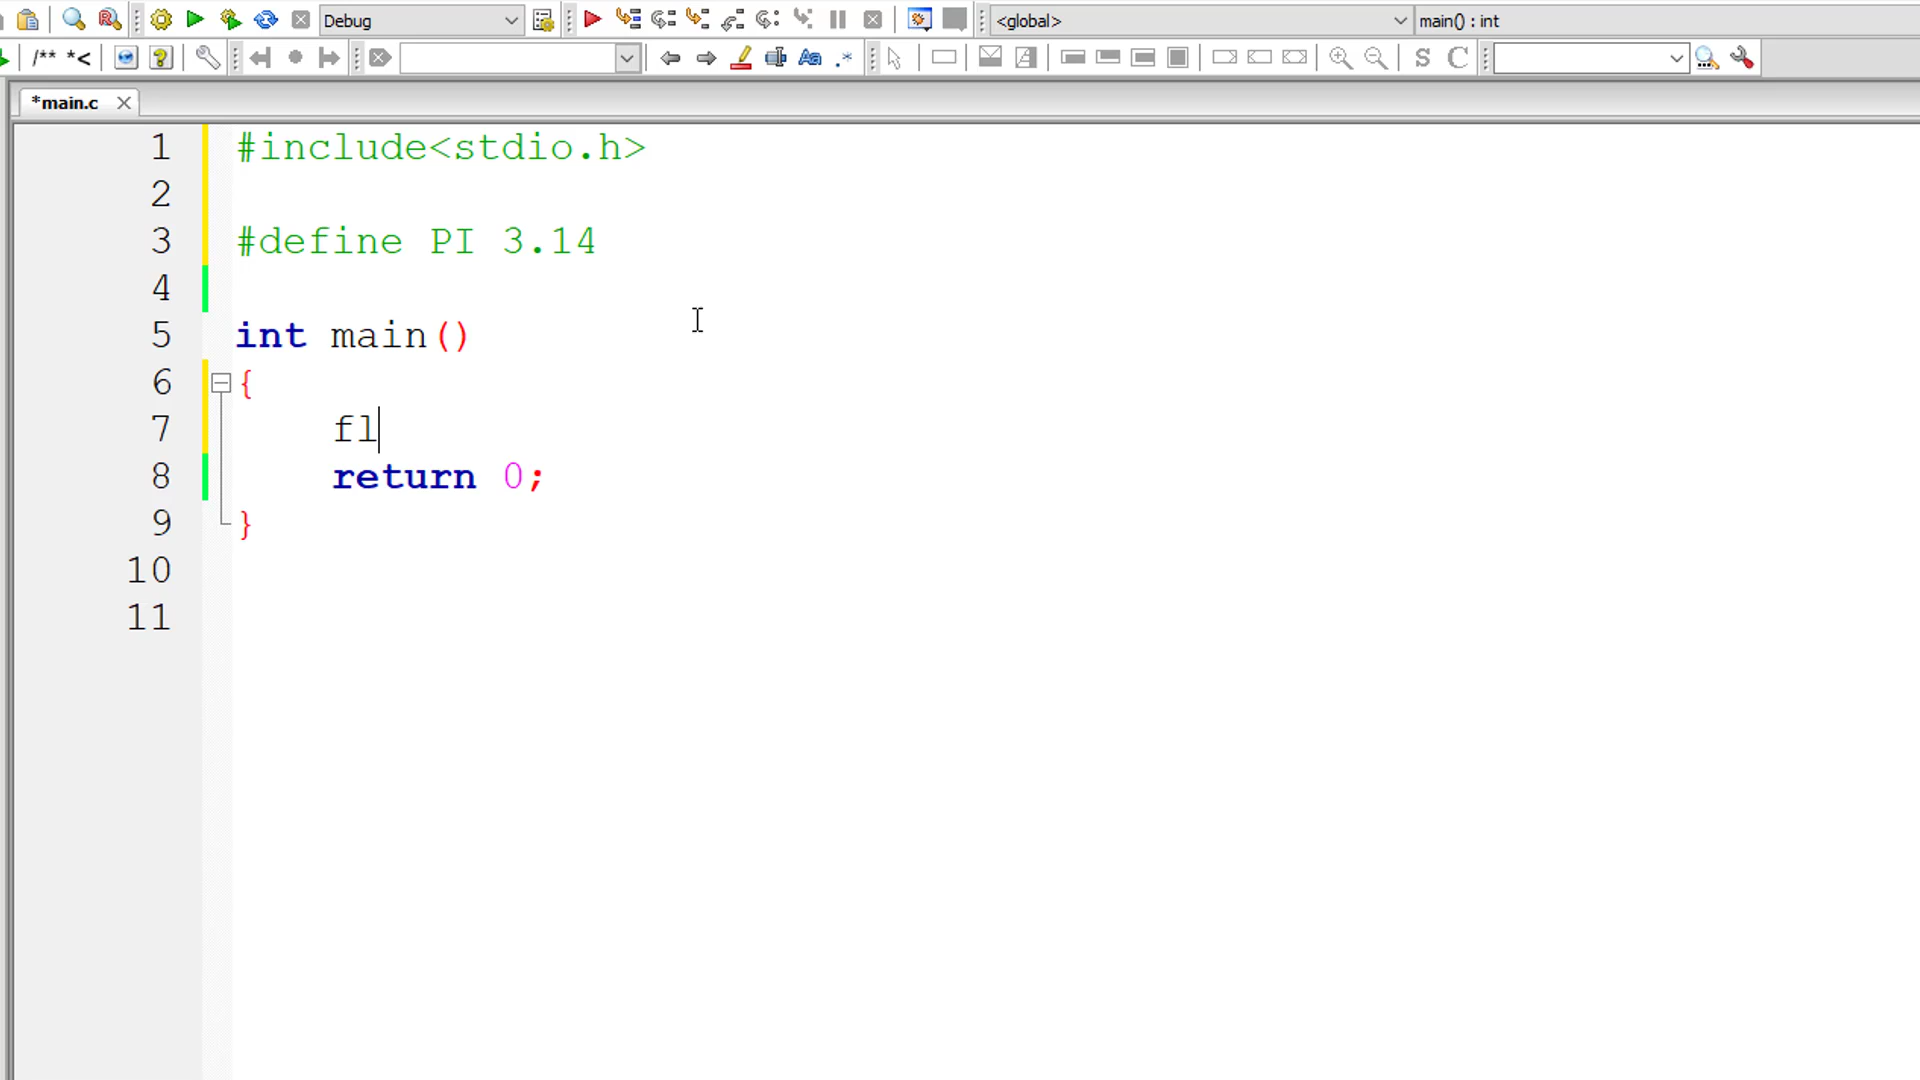 Debug
<global>
main() : int
/** *<
Aa
.*
S
C
*main.c
1 #include<stdio.h>
2
3 #define PI 3.14
4
5 int main()
6 {
7     fl
8     return 0;
9 }
10
11